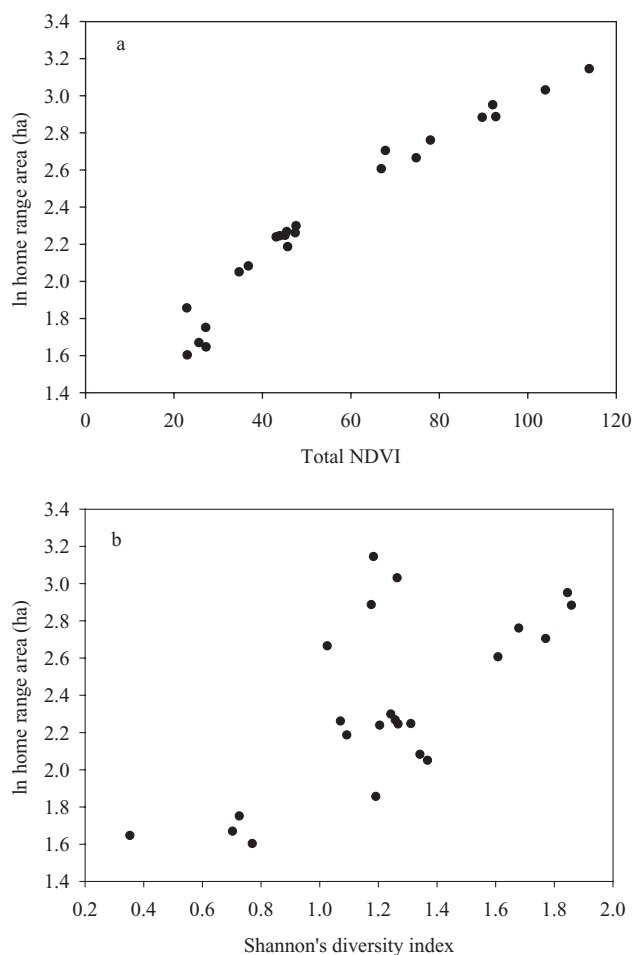 a
ln home range area (ha)
3.4
3.2
3.0
2.8
2.6
2.4
2.2
2.0
1.8
1.6
1.4
0 20 40 60 80 100 120
Total NDVI
b
ln home range area (ha)
3.4
3.2
3.0
2.8
2.6
2.4
2.2
2.0
1.8
1.6
1.4
0.2 0.4 0.6 0.8 1.0 1.2 1.4 1.6 1.8 2.0
Shannon's diversity index